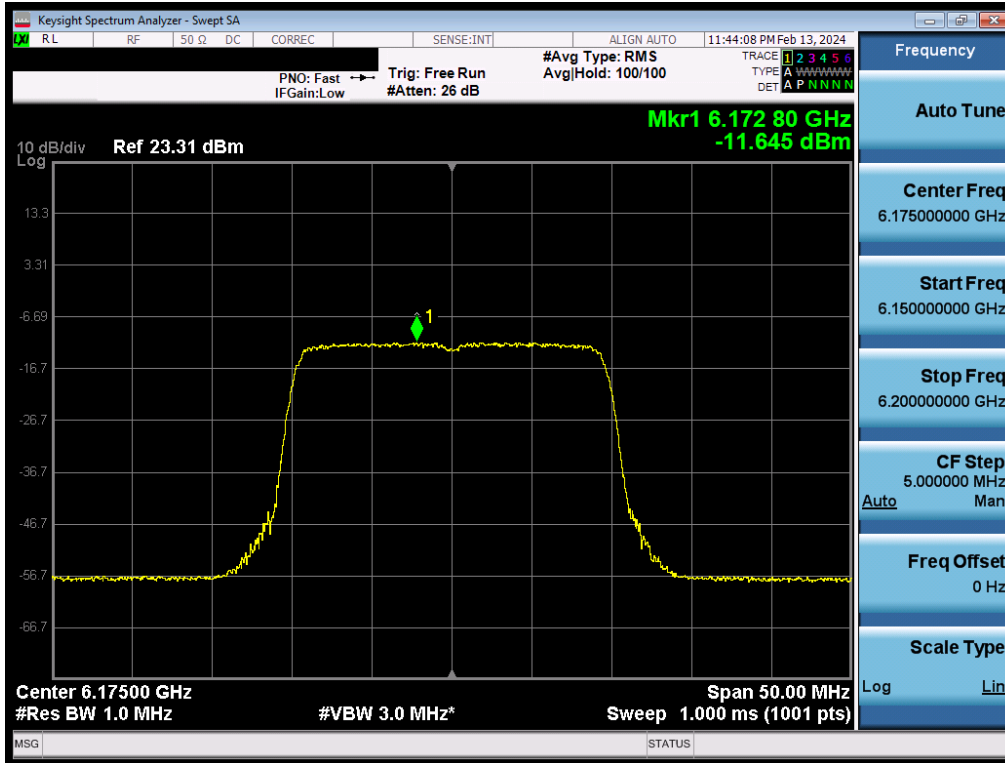 Keysight Spectrum Analyzer - Swept SA
LXI RL RF 50 Ω DC CORREC SENSE:INT ALIGN AUTO 11:44:08 PM Feb 13, 2024
PNO: Fast
IFGain:Low
Trig: Free Run
#Atten: 26 dB
#Avg Type: RMS
Avg|Hold: 100/100
TRACE 1 2 3 4 5 6
TYPE A WWWWW
DET A P N N N N
Mkr1 6.172 80 GHz
-11.645 dBm
10 dB/div Ref 23.31 dBm
Log
13.3
3.31
-6.69
-16.7
-26.7
-36.7
-46.7
-56.7
-66.7
1
Center 6.17500 GHz Span 50.00 MHz
#Res BW 1.0 MHz #VBW 3.0 MHz* Sweep 1.000 ms (1001 pts)
MSG STATUS
Frequency
Auto Tune
Center Freq
6.175000000 GHz
Start Freq
6.150000000 GHz
Stop Freq
6.200000000 GHz
CF Step
5.000000 MHz
Auto Man
Freq Offset
0 Hz
Scale Type
Log Lin